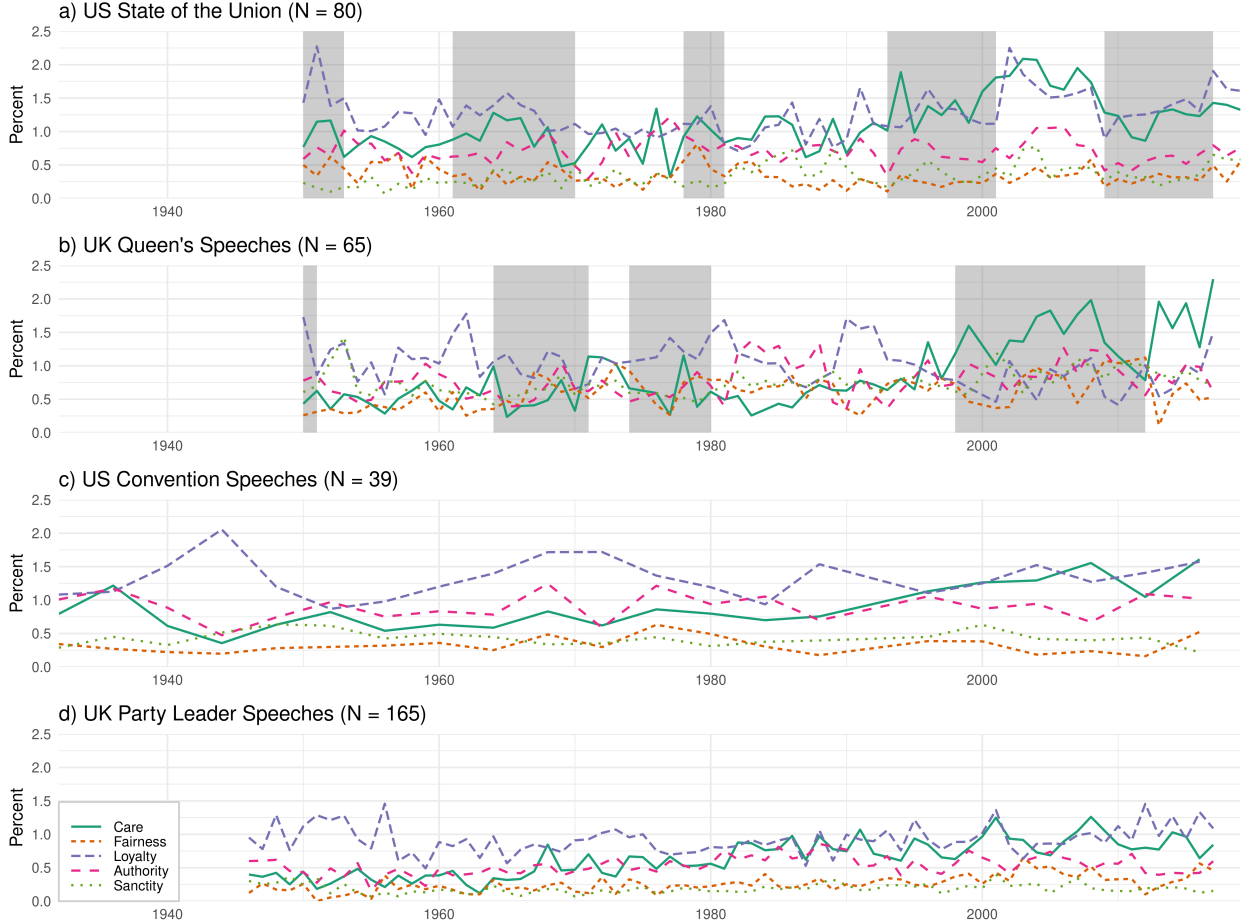 a) US State of the Union (N = 80)
Percent
2.5
2.0
1.5
1.0
0.5
0.0
1940 1960 1980 2000
b) UK Queen's Speeches (N = 65)
Percent
2.5
2.0
1.5
1.0
0.5
0.0
1940 1960 1980 2000
c) US Convention Speeches (N = 39)
Percent
2.5
2.0
1.5
1.0
0.5
0.0
1940 1960 1980 2000
d) UK Party Leader Speeches (N = 165)
Percent
2.5
2.0
1.5
1.0
0.5
0.0
Care
Fairness
Loyalty
Authority
Sanctity
1940 1960 1980 2000